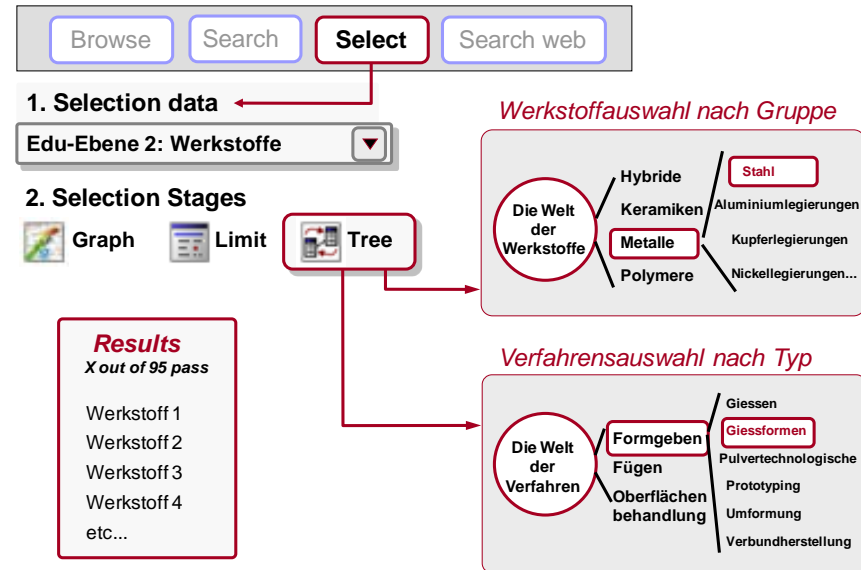 Browse
Search
Select
Search web
1. Selection data
Edu-Ebene 2: Werkstoffe
2. Selection Stages
Graph
Limit
Tree
Results
X out of 95 pass
Werkstoff 1
Werkstoff 2
Werkstoff 3
Werkstoff 4
etc...
Werkstoffauswahl nach Gruppe
Die Welt
der
Werkstoffe
Hybride
Keramiken
Metalle
Polymere
Stahl
Aluminiumlegierungen
Kupferlegierungen
Nickellegierungen...
Verfahrensauswahl nach Typ
Die Welt
der
Verfahren
Formgeben
Fügen
Oberflächen
behandlung
Giessen
Giessformen
Pulvertechnologische
Prototyping
Umformung
Verbundherstellung